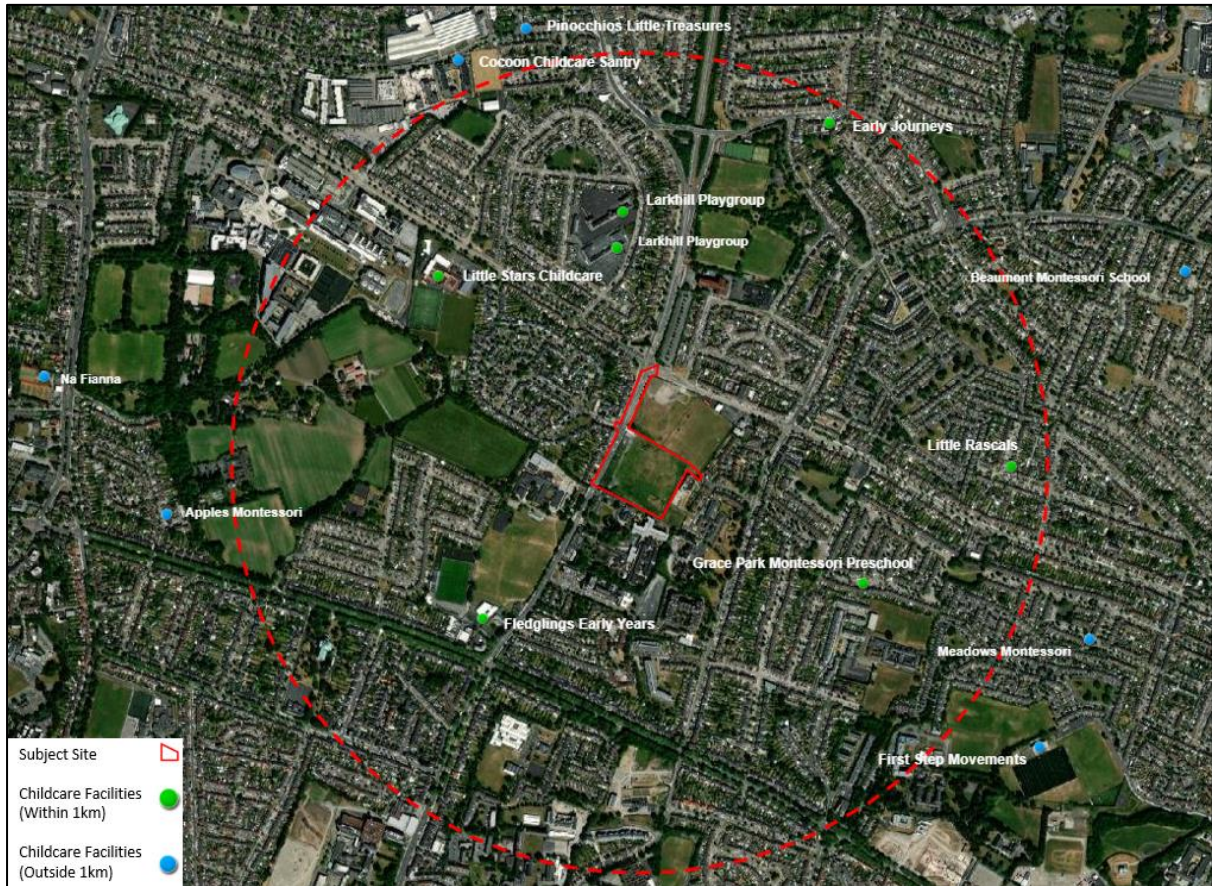 Pinocchios Little Treasures
Cocoon Childcare Santry
Early Journeys
Larkhill Playgroup
Larkhill Playgroup
Little Stars Childcare
Beaumont Montessori School
Na Fianna
Little Rascals
Apples Montessori
Grace Park Montessori Preschool
Fledglings Early Years
Meadows Montessori
First Step Movements
Subject Site
Childcare Facilities
(Within 1km)
Childcare Facilities
(Outside 1km)